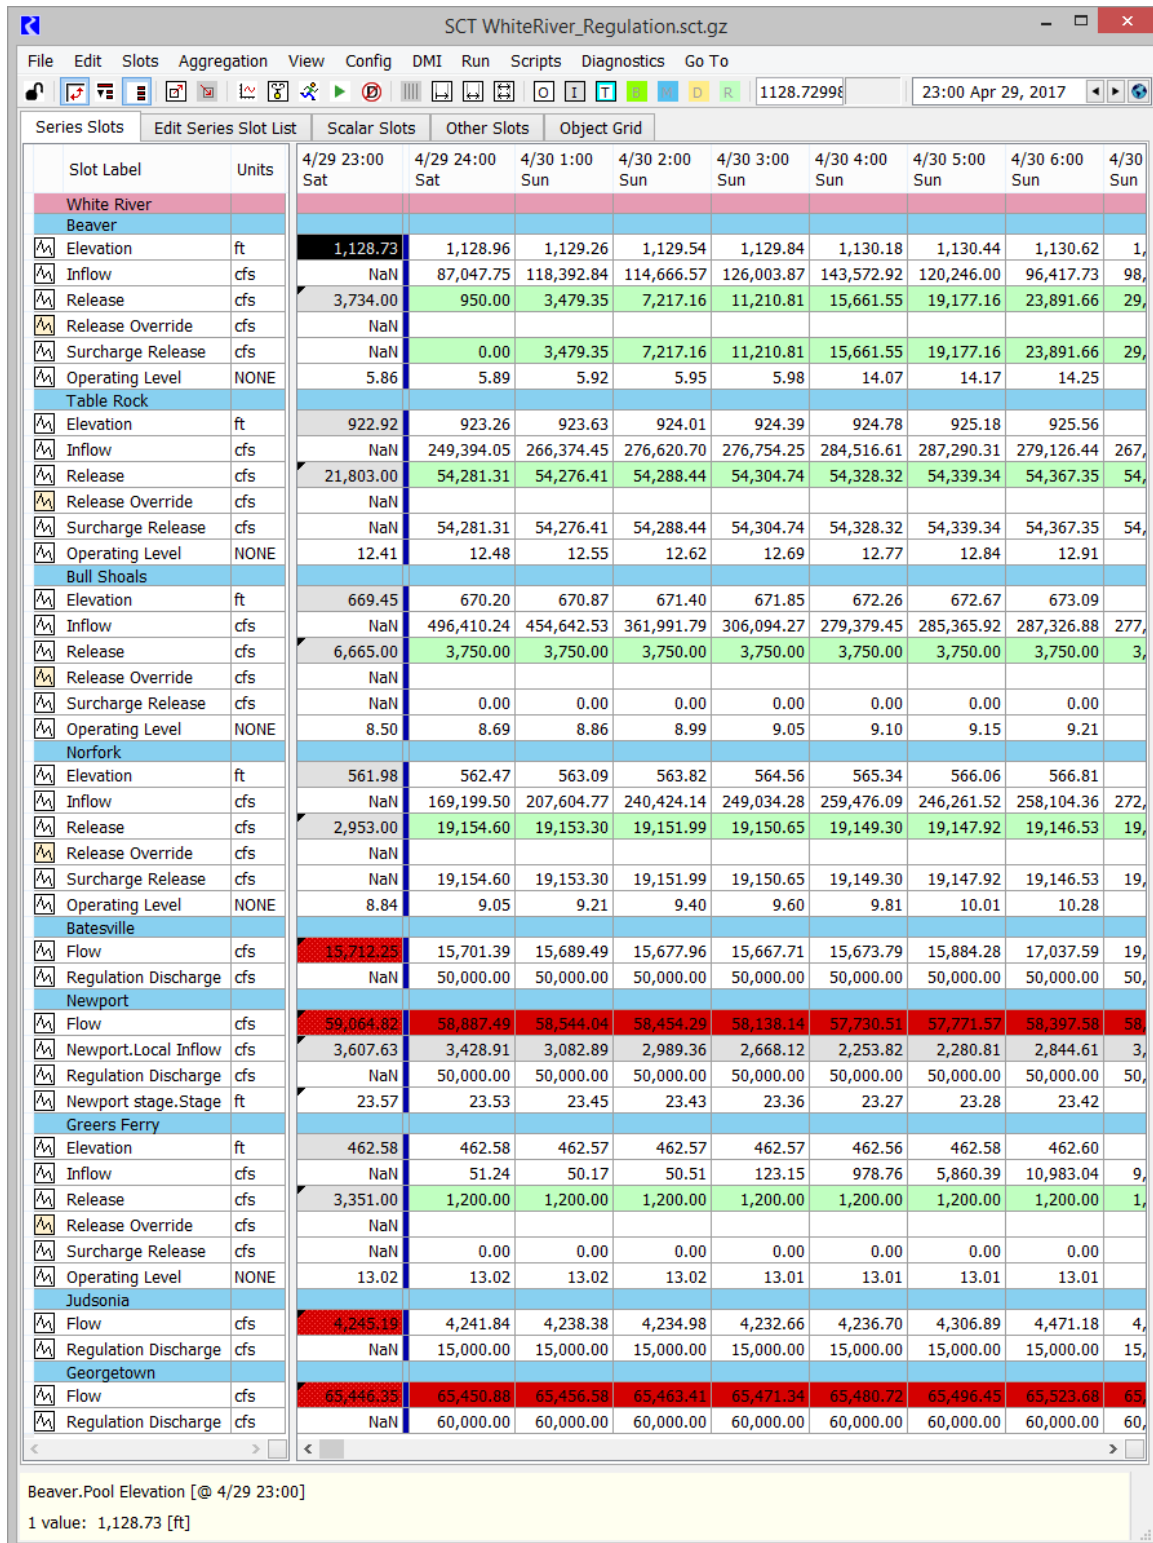 SCT WhiteRiver_Regulation.sct.gz
File Edit Slots Aggregation View Config DMI Run Scripts Diagnostics Go To
O I T B M D R 1128.72998 23:00 Apr 29, 2017
Series Slots Edit Series Slot List Scalar Slots Other Slots Object Grid
Slot Label Units 4/29 23:00 Sat 4/29 24:00 Sat 4/30 1:00 Sun 4/30 2:00 Sun 4/30 3:00 Sun 4/30 4:00 Sun 4/30 5:00 Sun 4/30 6:00 Sun 4/30 Sun
White River
Beaver
Elevation ft 1,128.73 1,128.96 1,129.26 1,129.54 1,129.84 1,130.18 1,130.44 1,130.62 1,
Inflow cfs NaN 87,047.75 118,392.84 114,666.57 126,003.87 143,572.92 120,246.00 96,417.73 98,
Release cfs 3,734.00 950.00 3,479.35 7,217.16 11,210.81 15,661.55 19,177.16 23,891.66 29,
Release Override cfs NaN
Surcharge Release cfs NaN 0.00 3,479.35 7,217.16 11,210.81 15,661.55 19,177.16 23,891.66 29,
Operating Level NONE 5.86 5.89 5.92 5.95 5.98 14.07 14.17 14.25
Table Rock
Elevation ft 922.92 923.26 923.63 924.01 924.39 924.78 925.18 925.56
Inflow cfs NaN 249,394.05 266,374.45 276,620.70 276,754.25 284,516.61 287,290.31 279,126.44 267,
Release cfs 21,803.00 54,281.31 54,276.41 54,288.44 54,304.74 54,328.32 54,339.34 54,367.35 54,
Release Override cfs NaN
Surcharge Release cfs NaN 54,281.31 54,276.41 54,288.44 54,304.74 54,328.32 54,339.34 54,367.35 54,
Operating Level NONE 12.41 12.48 12.55 12.62 12.69 12.77 12.84 12.91
Bull Shoals
Elevation ft 669.45 670.20 670.87 671.40 671.85 672.26 672.67 673.09
Inflow cfs NaN 496,410.24 454,642.53 361,991.79 306,094.27 279,379.45 285,365.92 287,326.88 277,
Release cfs 6,665.00 3,750.00 3,750.00 3,750.00 3,750.00 3,750.00 3,750.00 3,750.00 3,
Release Override cfs NaN
Surcharge Release cfs NaN 0.00 0.00 0.00 0.00 0.00 0.00 0.00
Operating Level NONE 8.50 8.69 8.86 8.99 9.05 9.10 9.15 9.21
Norfork
Elevation ft 561.98 562.47 563.09 563.82 564.56 565.34 566.06 566.81
Inflow cfs NaN 169,199.50 207,604.77 240,424.14 249,034.28 259,476.09 246,261.52 258,104.36 272,
Release cfs 2,953.00 19,154.60 19,153.30 19,151.99 19,150.65 19,149.30 19,147.92 19,146.53 19,
Release Override cfs NaN
Surcharge Release cfs NaN 19,154.60 19,153.30 19,151.99 19,150.65 19,149.30 19,147.92 19,146.53 19,
Operating Level NONE 8.84 9.05 9.21 9.40 9.60 9.81 10.01 10.28
Batesville
Flow cfs 15,712.25 15,701.39 15,689.49 15,677.96 15,667.71 15,673.79 15,884.28 17,037.59 19,
Regulation Discharge cfs NaN 50,000.00 50,000.00 50,000.00 50,000.00 50,000.00 50,000.00 50,000.00 50,
Newport
Flow cfs 59,064.82 58,887.49 58,544.04 58,454.29 58,138.14 57,730.51 57,771.57 58,397.58 58,
Newport.Local Inflow cfs 3,607.63 3,428.91 3,082.89 2,989.36 2,668.12 2,253.82 2,280.81 2,844.61 3,
Regulation Discharge cfs NaN 50,000.00 50,000.00 50,000.00 50,000.00 50,000.00 50,000.00 50,000.00 50,
Newport stage.Stage ft 23.57 23.53 23.45 23.43 23.36 23.27 23.28 23.42
Greers Ferry
Elevation ft 462.58 462.58 462.57 462.57 462.57 462.56 462.58 462.60
Inflow cfs NaN 51.24 50.17 50.51 123.15 978.76 5,860.39 10,983.04 9,
Release cfs 3,351.00 1,200.00 1,200.00 1,200.00 1,200.00 1,200.00 1,200.00 1,200.00 1,
Release Override cfs NaN
Surcharge Release cfs NaN 0.00 0.00 0.00 0.00 0.00 0.00 0.00
Operating Level NONE 13.02 13.02 13.02 13.02 13.01 13.01 13.01 13.01
Judsonia
Flow cfs 4,245.19 4,241.84 4,238.38 4,234.98 4,232.66 4,236.70 4,306.89 4,471.18 4,
Regulation Discharge cfs NaN 15,000.00 15,000.00 15,000.00 15,000.00 15,000.00 15,000.00 15,000.00 15,
Georgetown
Flow cfs 65,446.35 65,450.88 65,456.58 65,463.41 65,471.34 65,480.72 65,496.45 65,523.68 65,
Regulation Discharge cfs NaN 60,000.00 60,000.00 60,000.00 60,000.00 60,000.00 60,000.00 60,000.00 60,
Beaver.Pool Elevation [@ 4/29 23:00]
1 value: 1,128.73 [ft]